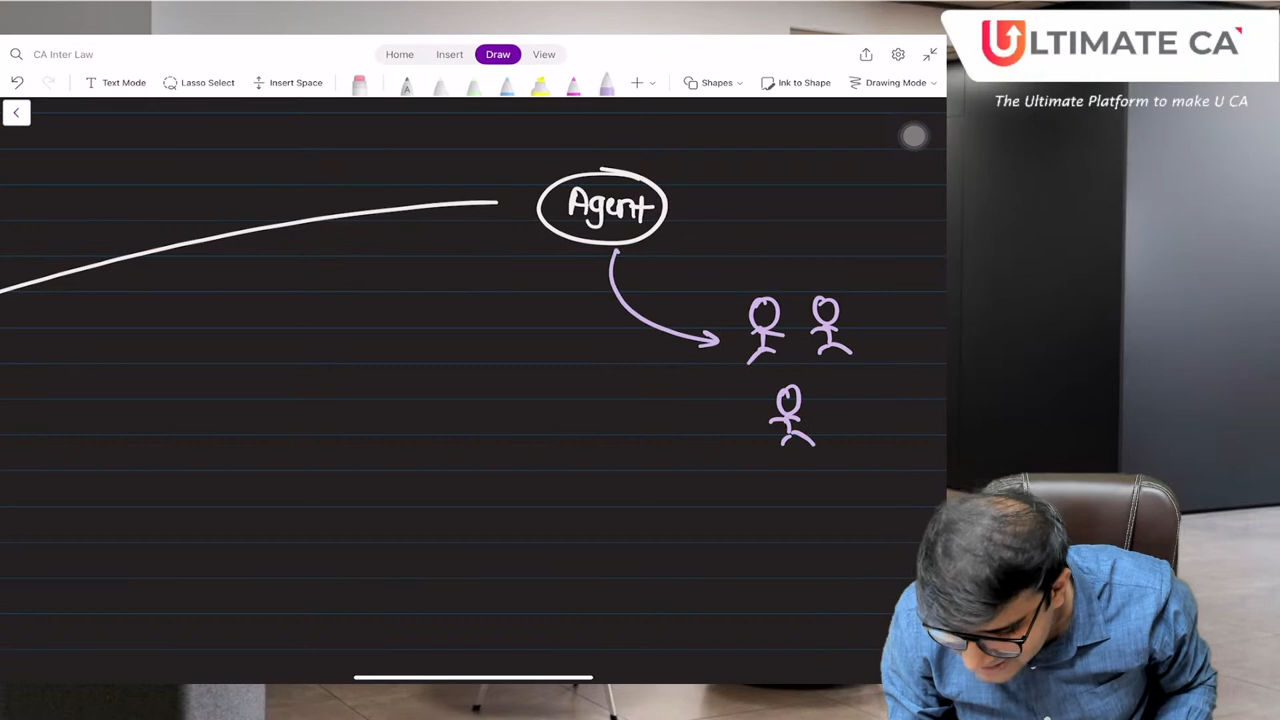 CA Inter Law
Home Insert Draw View
Text Mode Lasso Select Insert Space Shapes Ink to Shape Drawing Mode
Agent
ULTIMATE CA
The Ultimate Platform to make U CA